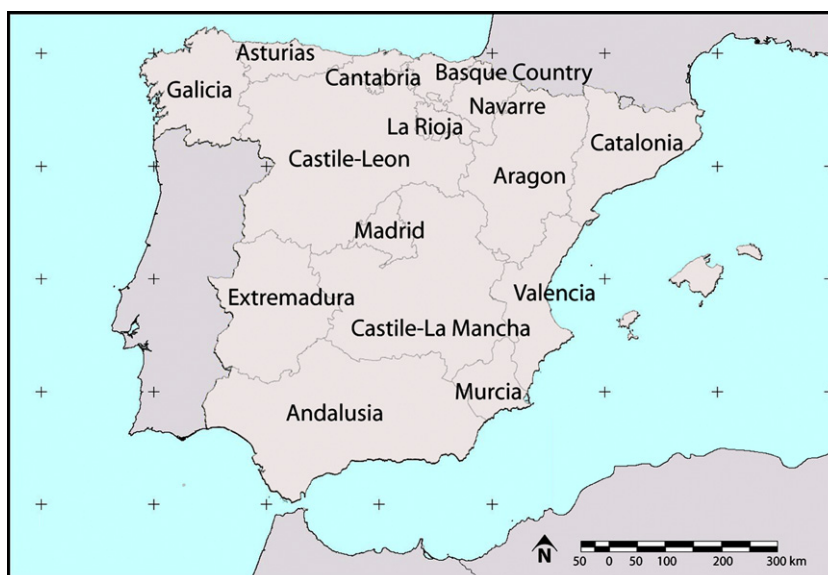 Asturias
Cantabria
Basque Country
Galicia
Navarre
La Rioja
Catalonia
Castile-Leon
Aragon
Madrid
Extremadura
Valencia
Castile-La Mancha
Murcia
Andalusia
N
50 0 50 100 200 300 km